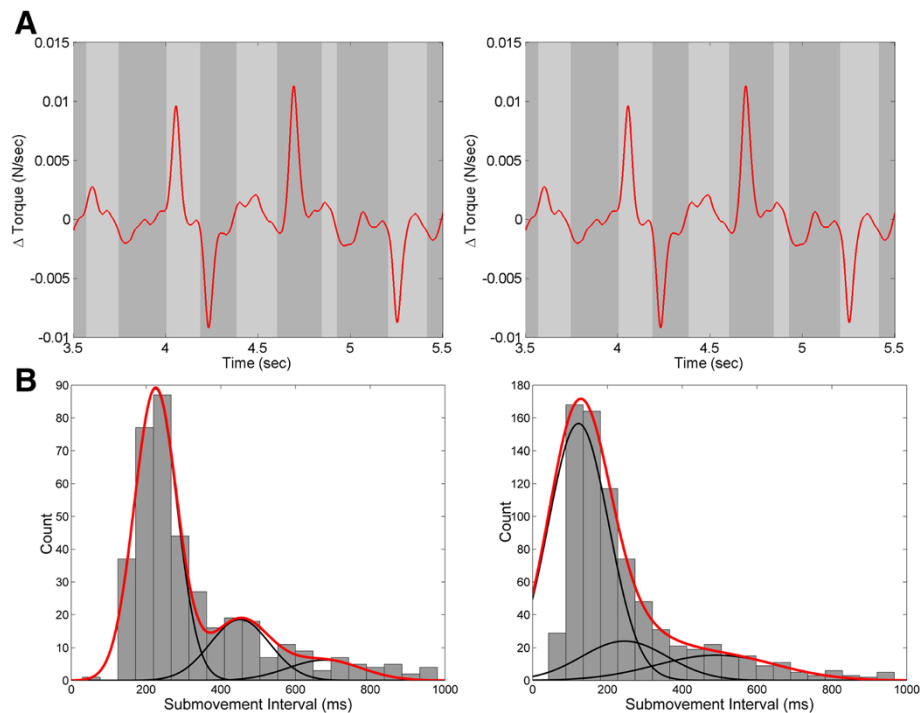 A
0.015
0.01
0.005
0
-0.005
-0.01
Δ Torque (N/sec)
3.5 4 4.5 5 5.5
Time (sec)
0.015
0.01
0.005
0
-0.005
-0.01
Δ Torque (N/sec)
3.5 4 4.5 5 5.5
Time (sec)
B
90
80
70
60
50
40
30
20
10
0
Count
0 200 400 600 800 1000
Submovement Interval (ms)
180
160
140
120
100
80
60
40
20
0
Count
0 200 400 600 800 1000
Submovement Interval (ms)